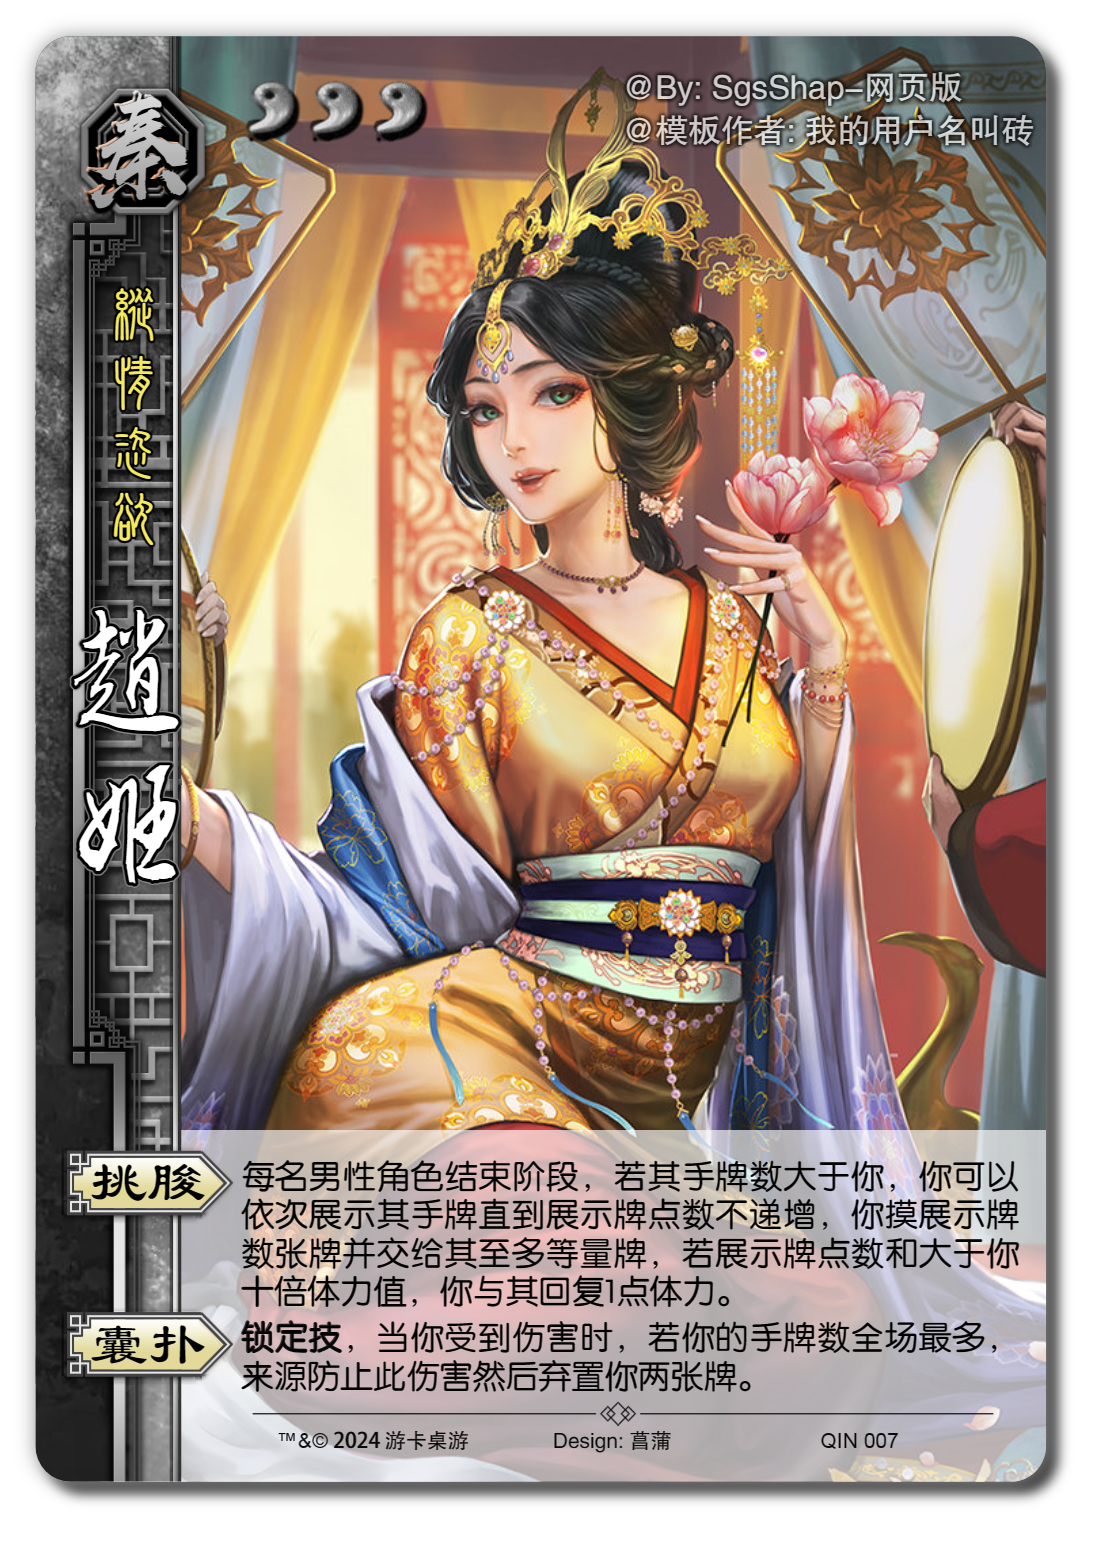 @By: SgsShap-网页版
@模板作者: 我的用户名叫砖
秦
縱情恣欲
趙姬
挑朘
每名男性角色结束阶段，若其手牌数大于你，你可以
依次展示其手牌直到展示牌点数不递增，你摸展示牌
数张牌并交给其至多等量牌，若展示牌点数和大于你
十倍体力值，你与其回复1点体力。
囊扑
锁定技，当你受到伤害时，若你的手牌数全场最多，
来源防止此伤害然后弃置你两张牌。
™&© 2024 游卡桌游
Design: 菖蒲
QIN 007